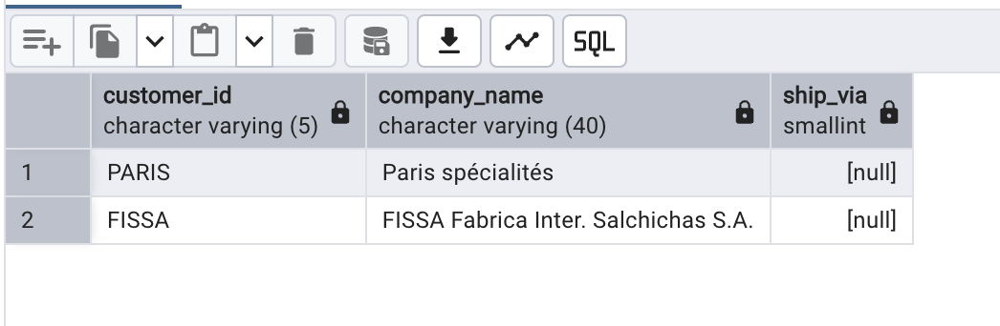 SQL
customer_id
character varying (5)
company_name
character varying (40)
ship_via
smallint
1 PARIS Paris spécialités [null]
2 FISSA FISSA Fabrica Inter. Salchichas S.A. [null]